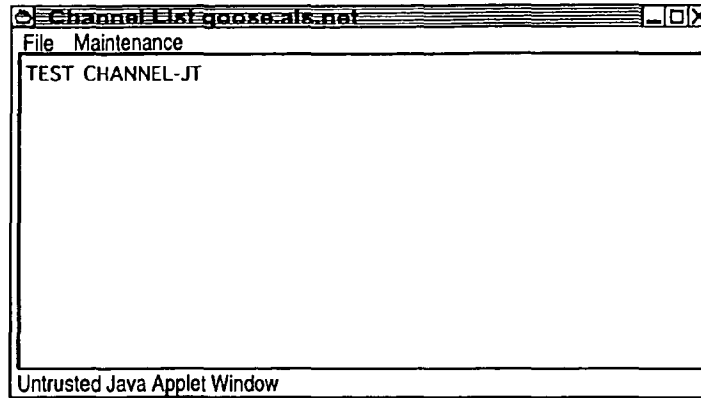 Channel List goose.als.net
File Maintenance
TEST CHANNEL-JT
Untrusted Java Applet Window